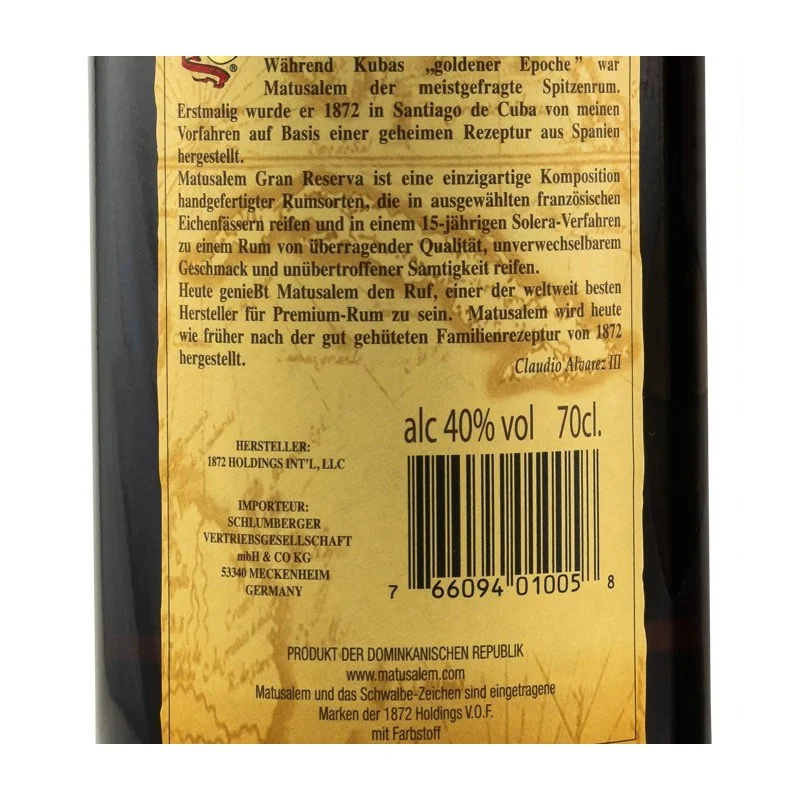 ®
Während Kubas „goldener Epoche" war
Matusalem der meistgefragte Spitzenrum.
Erstmalig wurde er 1872 in Santiago de Cuba von meinen
Vorfahren auf Basis einer geheimen Rezeptur aus Spanien
hergestellt.
Matusalem Gran Reserva ist eine einzigartige Komposition
handgefertigter Rumsorten, die in ausgewählten französischen
Eichenfässern reifen und in einem 15-jährigen Solera-Verfahren
zu einem Rum von überragender Qualität, unverwechselbarem
Geschmack und unübertroffener Samtigkeit reifen.
Heute genießt Matusalem den Ruf, einer der weltweit besten
Hersteller für Premium-Rum zu sein. Matusalem wird heute
wie früher nach der gut gehüteten Familienrezeptur von 1872
hergestellt.
Claudio Alvarez III
alc 40% vol 70cl.
HERSTELLER:
1872 HOLDINGS INT'L, LLC
IMPORTEUR:
SCHLUMBERGER
VERTRIEBSGESELLSCHAFT
mbH & CO KG
53340 MECKENHEIM
GERMANY
7 66094 01005 8
PRODUKT DER DOMINKANISCHEN REPUBLIK
www.matusalem.com
Matusalem und das Schwalbe-Zeichen sind eingetragene
Marken der 1872 Holdings V.O.F.
mit Farbstoff